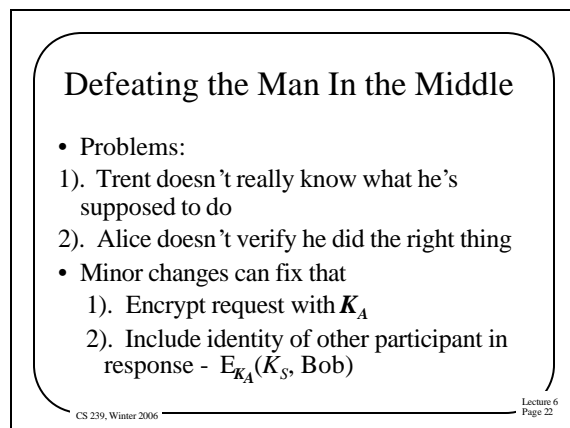 Defeating the Man In the Middle
• Problems:
1). Trent doesn't really know what he's
supposed to do
2). Alice doesn't verify he did the right thing
• Minor changes can fix that
1). Encrypt request with K_A
2). Include identity of other participant in
response - E_{K_A}(K_S, Bob)
CS 239, Winter 2006
Lecture 6
Page 22